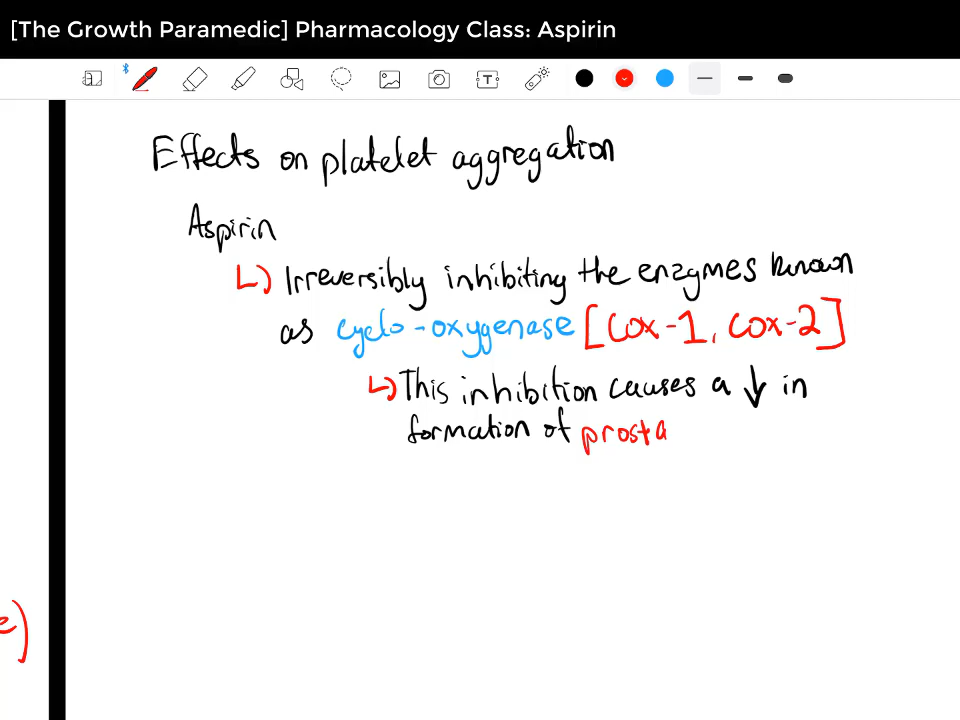 [The Growth Paramedic] Pharmacology Class: Aspirin
Effects on platelet aggregation
Aspirin
Irreversibly inhibiting the enzymes known
as cyclo-oxygenase [Cox-1, Cox-2]
This inhibition causes a ↓ in
formation of prosta
e)